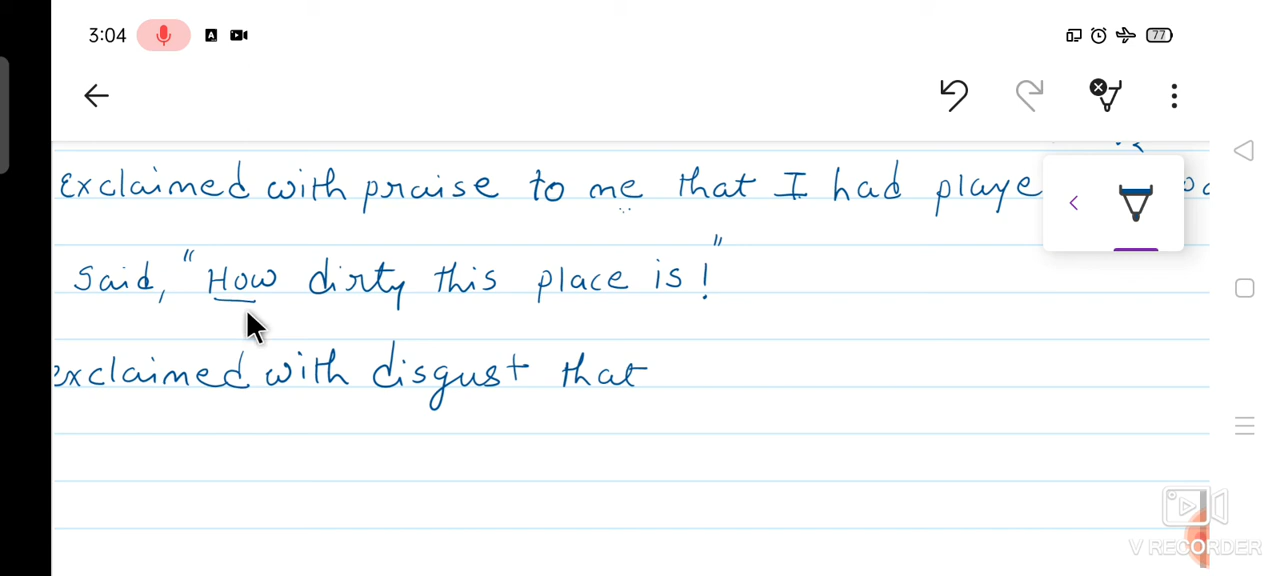 3:04 A 77
Exclaimed with praise to me that I had playe
said, "How dirty this place is!"
exclaimed with disgust that
V RECORDER